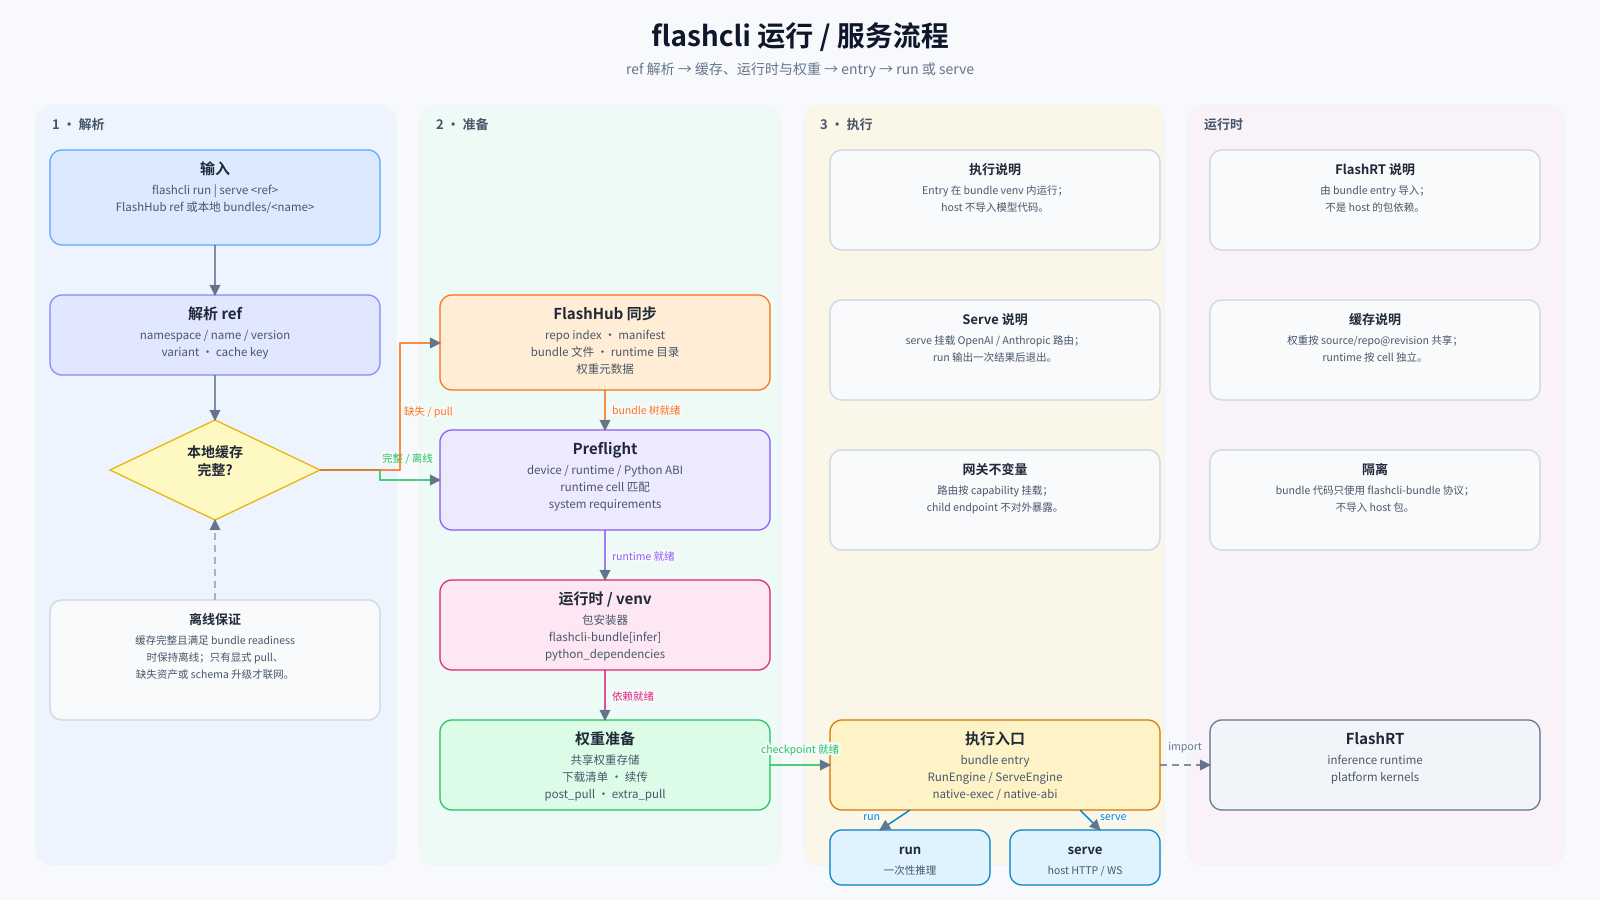 flashcli 运行 / 服务流程
ref 解析 → 缓存、运行时与权重 → entry → run 或 serve
1 · 解析
输入
flashcli run | serve <ref>
FlashHub ref 或本地 bundles/<name>
解析 ref
namespace / name / version
variant · cache key
本地缓存
完整?
缺失 / pull
完整 / 离线
离线保证
缓存完整且满足 bundle readiness
时保持离线；只有显式 pull、
缺失资产或 schema 升级才联网。
2 · 准备
FlashHub 同步
repo index · manifest
bundle 文件 · runtime 目录
权重元数据
bundle 树就绪
Preflight
device / runtime / Python ABI
runtime cell 匹配
system requirements
runtime 就绪
运行时 / venv
包安装器
flashcli-bundle[infer]
python_dependencies
依赖就绪
权重准备
共享权重存储
下载清单 · 续传
post_pull · extra_pull
checkpoint 就绪
3 · 执行
执行说明
Entry 在 bundle venv 内运行；
host 不导入模型代码。
Serve 说明
serve 挂载 OpenAI / Anthropic 路由；
run 输出一次结果后退出。
网关不变量
路由按 capability 挂载；
child endpoint 不对外暴露。
执行入口
bundle entry
RunEngine / ServeEngine
native-exec / native-abi
run
serve
run
一次性推理
serve
host HTTP / WS
import
运行时
FlashRT 说明
由 bundle entry 导入；
不是 host 的包依赖。
缓存说明
权重按 source/repo@revision 共享；
runtime 按 cell 独立。
隔离
bundle 代码只使用 flashcli-bundle 协议；
不导入 host 包。
FlashRT
inference runtime
platform kernels